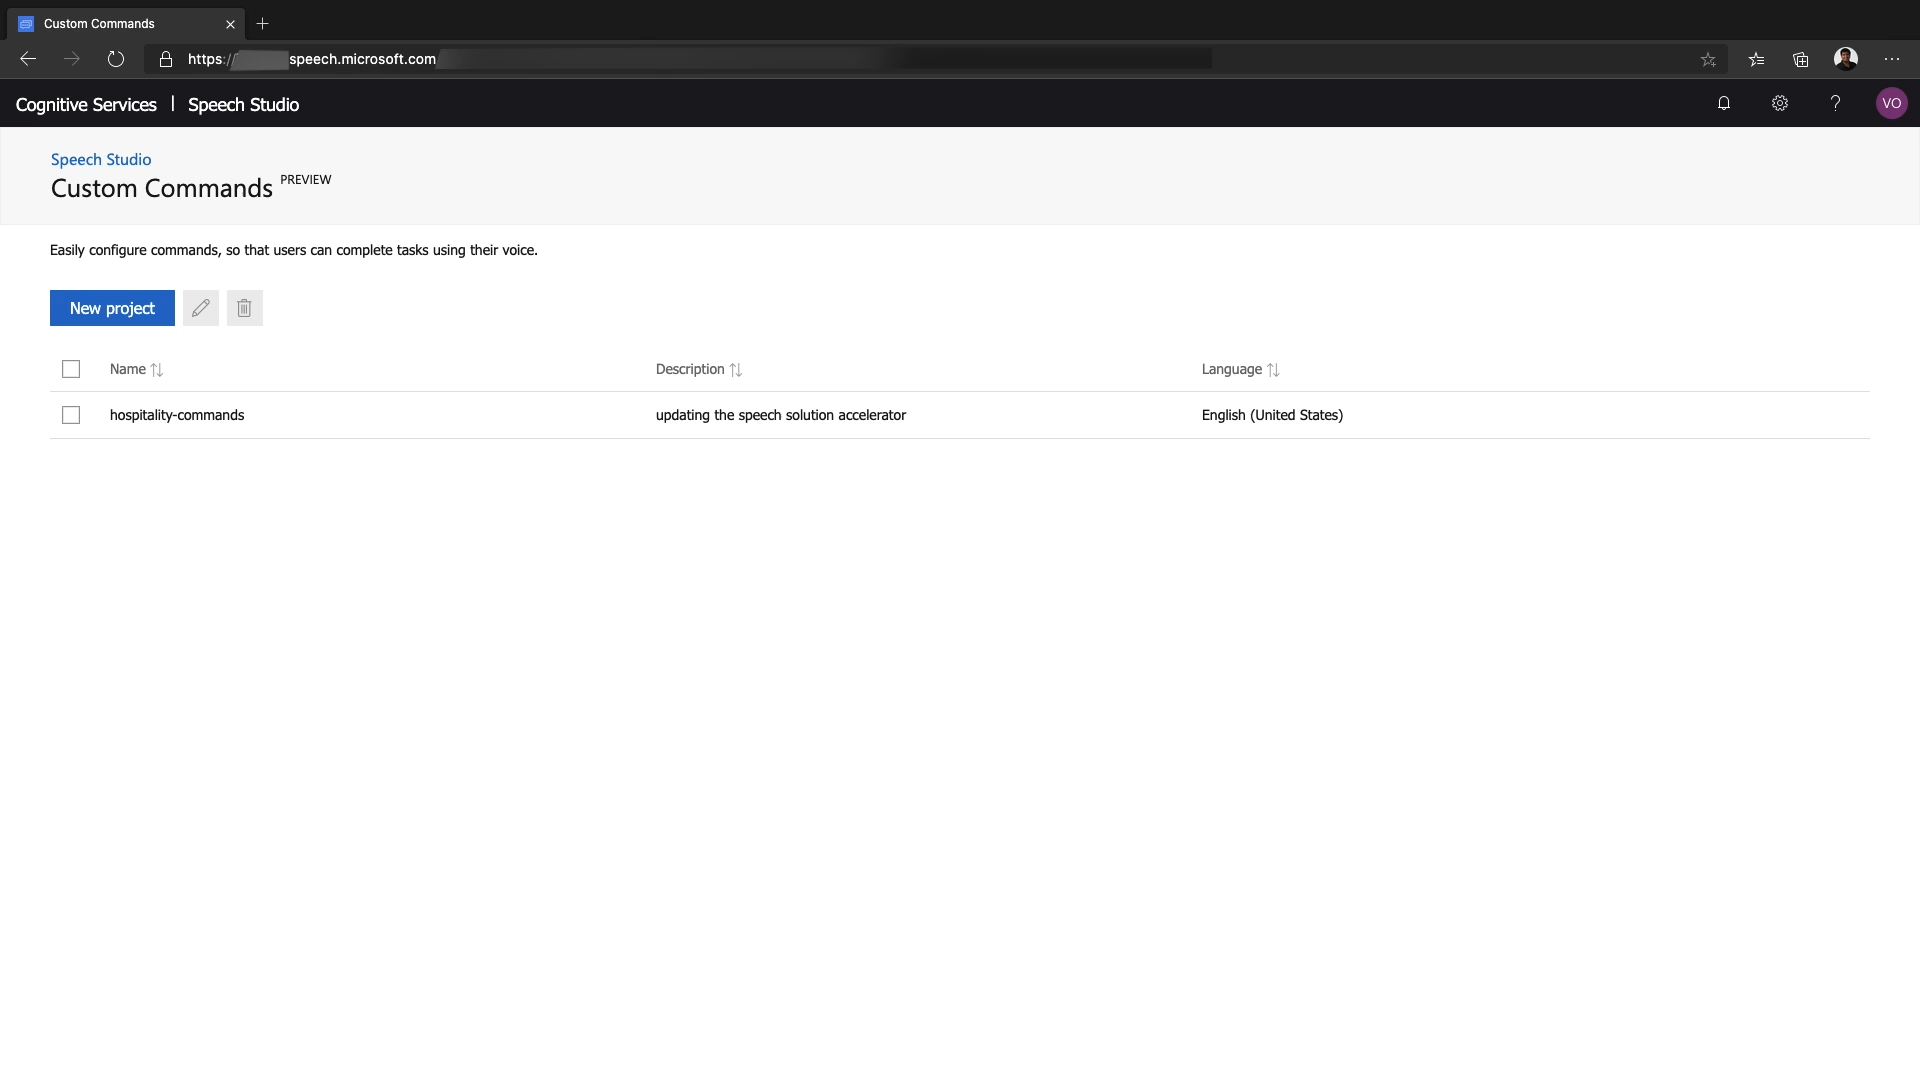 Custom Commands
https://
speech.microsoft.com
Cognitive Services | Speech Studio
VO
Speech Studio
Custom Commands PREVIEW
Easily configure commands, so that users can complete tasks using their voice.
New project
Name Description Language
hospitality-commands updating the speech solution accelerator English (United States)